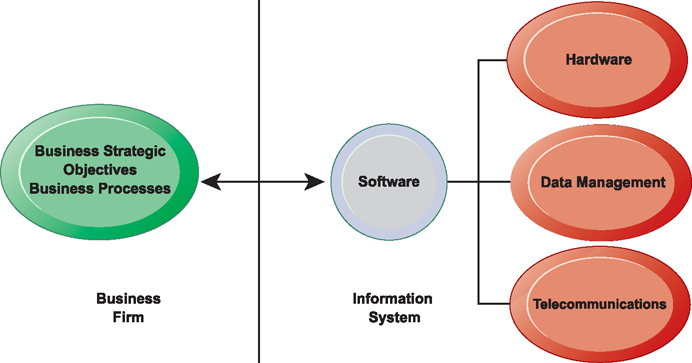 Business Strategic
Objectives
Business Processes
Business
Firm
Software
Information
System
Hardware
Data Management
Telecommunications